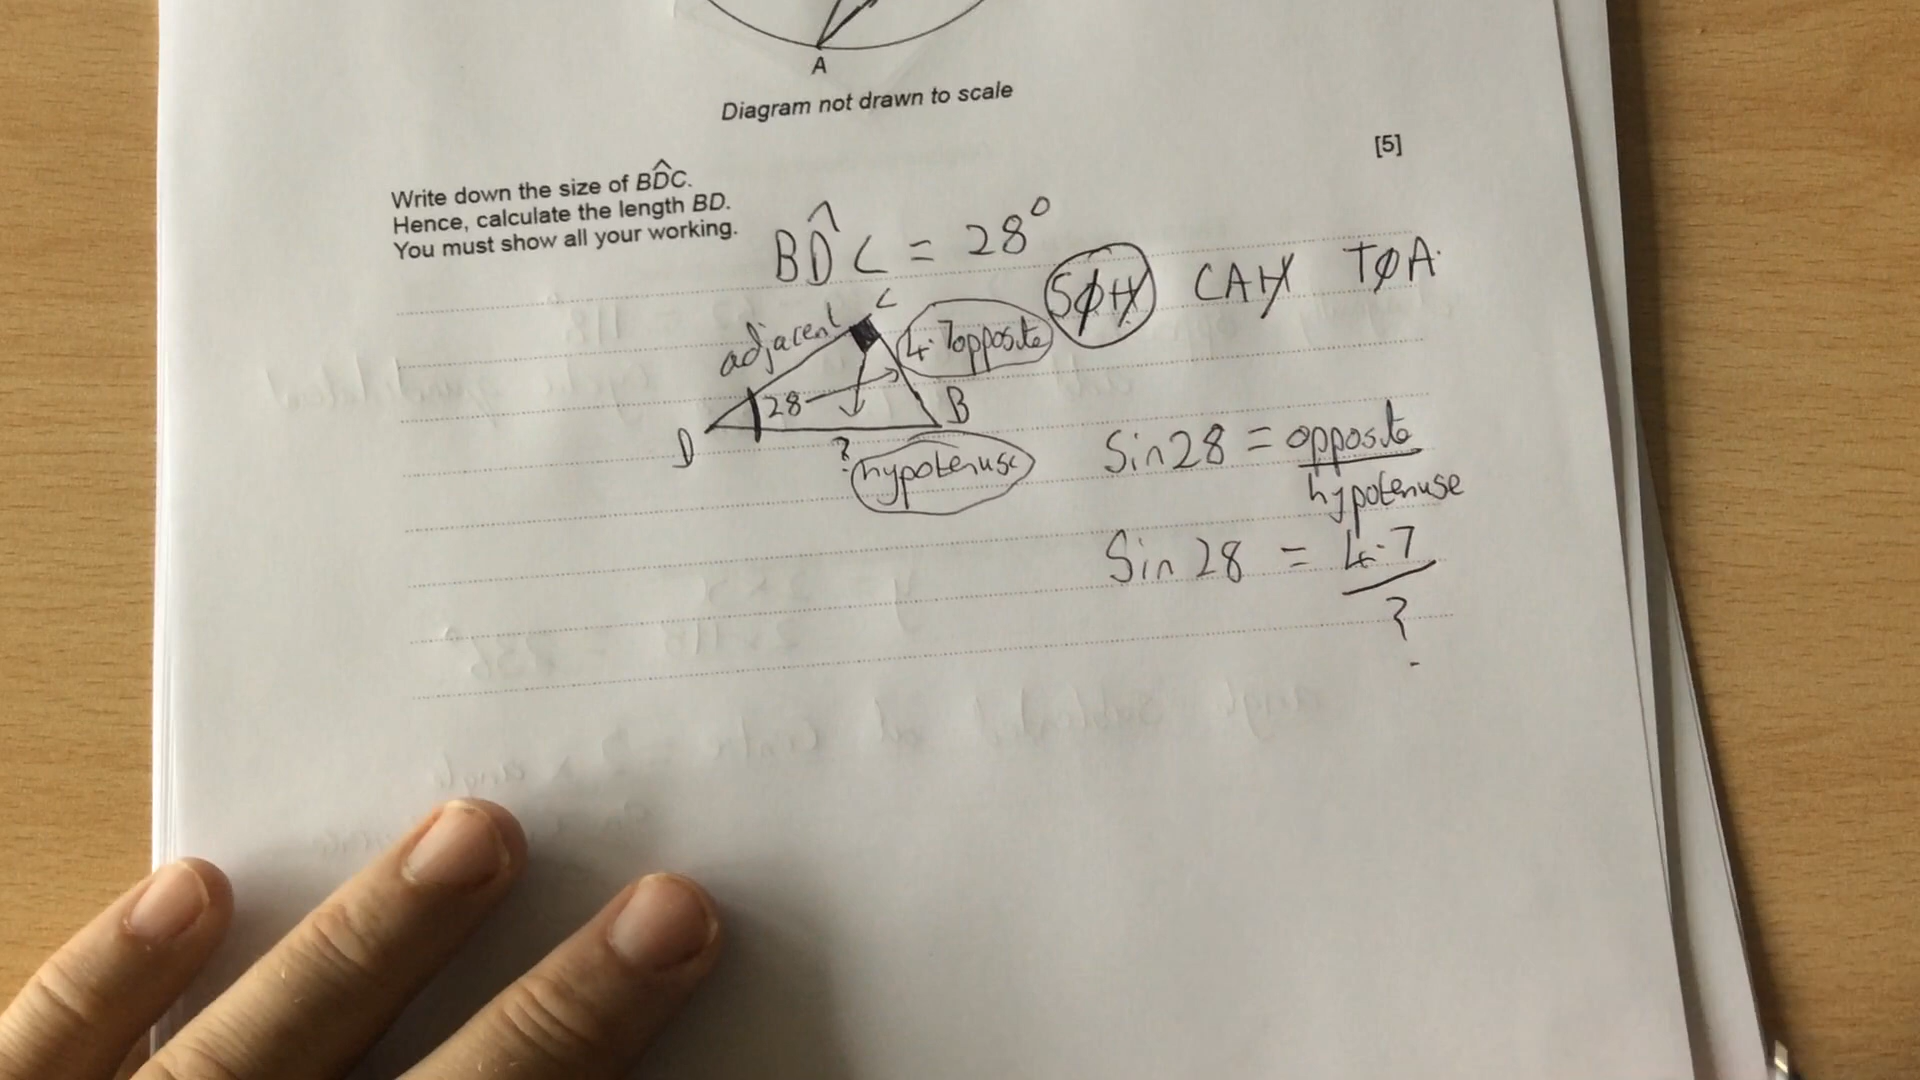 A
Diagram not drawn to scale
[5]
Write down the size of BD̂C.
Hence, calculate the length BD.
You must show all your working.
BD̂C = 28°
SOH CAH TOA
adjacent C 4.7 opposite
28
D B
? hypotenuse
Sin 28 = opposite
hypotenuse
Sin 28 = 4.7
?